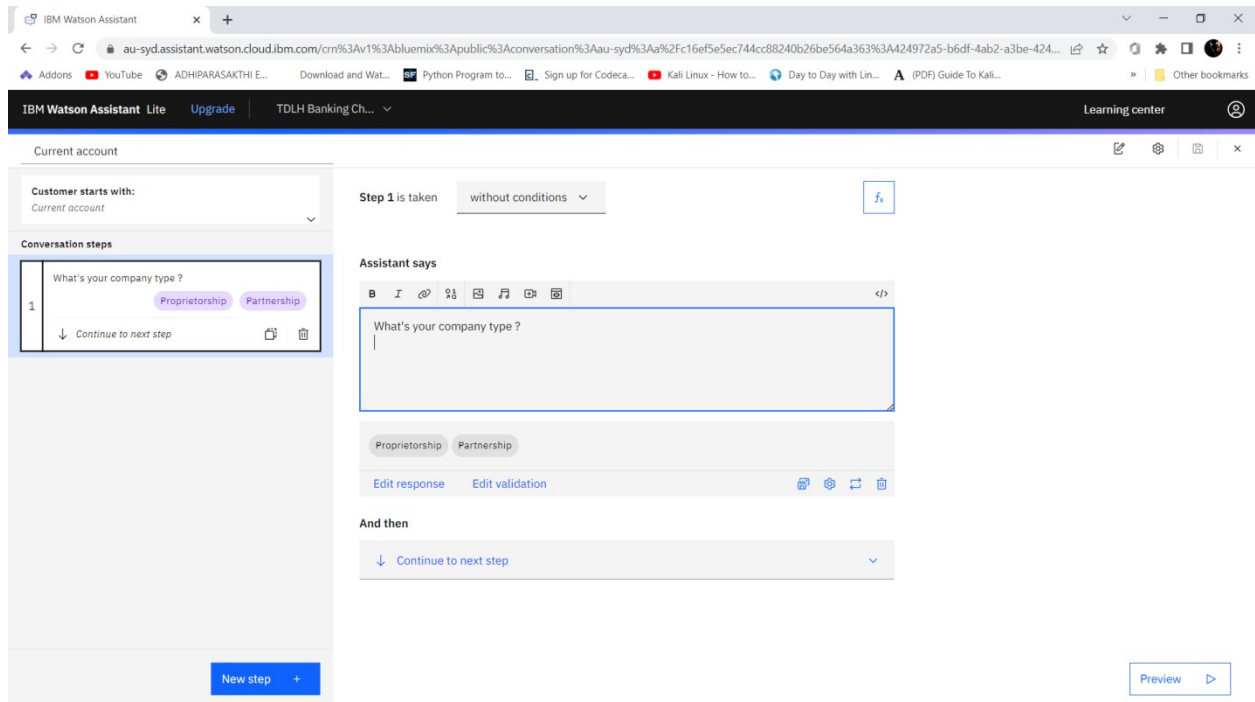 IBM Watson Assistant
au-syd.assistant.watson.cloud.ibm.com/crn%3Av1%3Abluemix%3Apublic%3Aconversation%3Aau-syd%3Aa%2Fc16ef5e5ec744cc88240b26be564a363%3A424972a5-b6df-4ab2-a3be-424...
Addons YouTube ADHIPARASAKTHI E... Download and Wat... SF Python Program to... Sign up for Codeca... Kali Linux - How to... Day to Day with Lin... A (PDF) Guide To Kali... » Other bookmarks
IBM Watson Assistant Lite Upgrade TDLH Banking Ch... Learning center
Current account
Customer starts with:
Current account
Step 1 is taken without conditions fx
Conversation steps
1
What's your company type ?
Proprietorship Partnership
Continue to next step
Assistant says
B I </>
What's your company type ?
Proprietorship Partnership
Edit response Edit validation
And then
Continue to next step
New step +
Preview